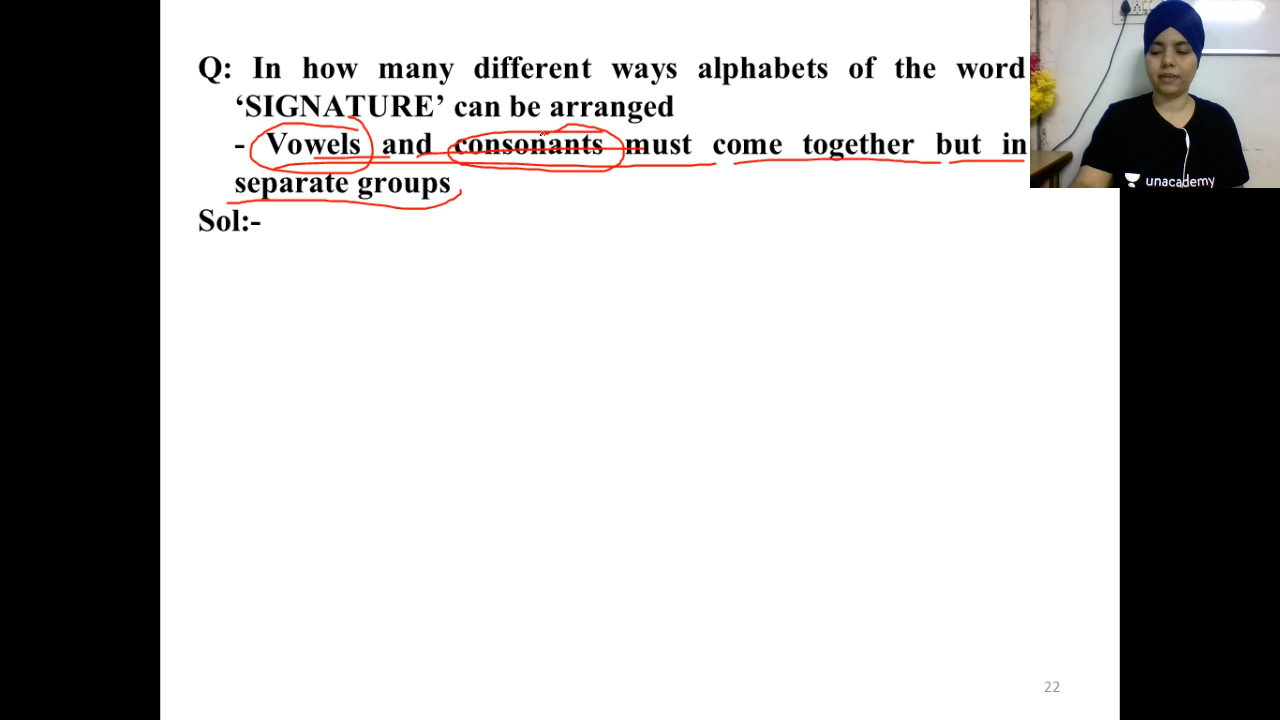 Q: In how many different ways alphabets of the word
‘SIGNATURE’ can be arranged
- Vowels and consonants must come together but in
separate groups
Sol:-
unacademy
22